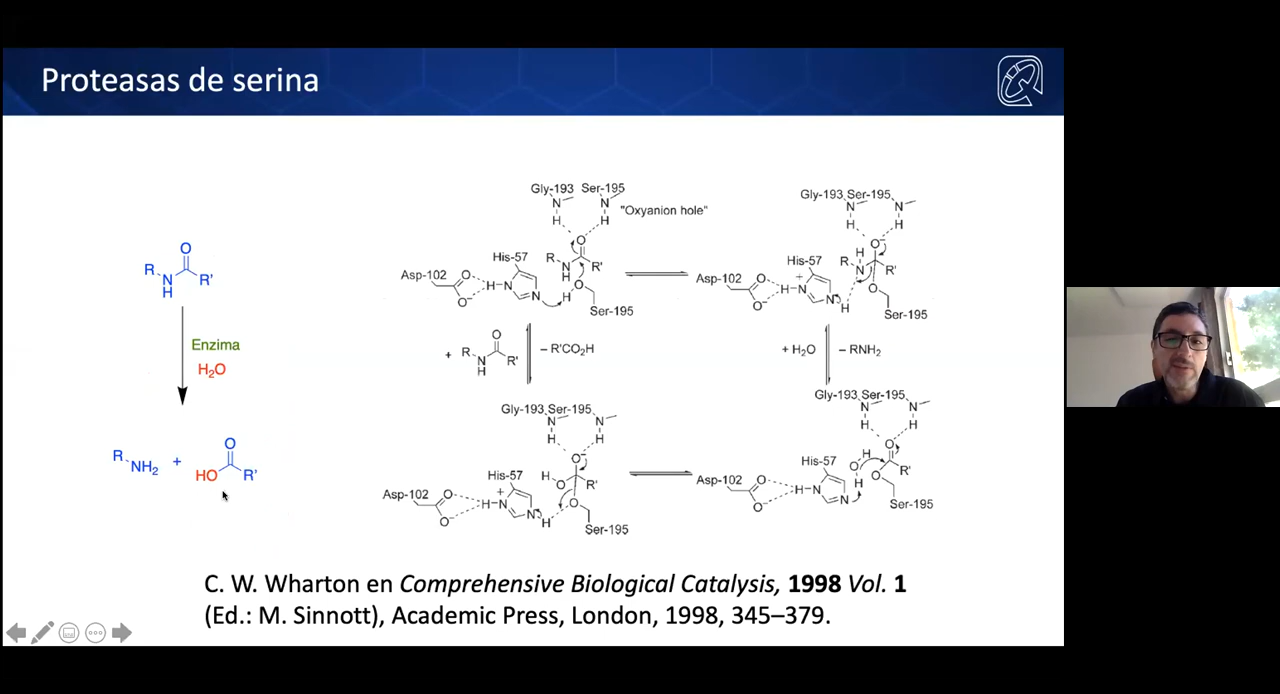 Proteasas de serina
O
R
N
H
R'
Enzima
H₂O
R
NH₂
+
O
HO
R'
Gly-193 Ser-195
N N
H H
"Oxyanion hole"
O
His-57
R
N
H
R'
Asp-102
O
O⁻
H-N
N
H
O
Ser-195
Gly-193 Ser-195
N N
H H
O⁻
H
His-57
R
N
R'
+
Asp-102
O
O⁻
H-N
N
H
O
Ser-195
+ R
N
H
O
R'
– R'CO₂H
+ H₂O
– RNH₂
Gly-193 Ser-195
N N
H H
O⁻
His-57
H
O
R'
+
Asp-102
O
O⁻
H-N
N
H
O
Ser-195
Gly-193 Ser-195
N N
H H
O
His-57
H
O
H
R'
O
Asp-102
O
O⁻
H-N
N
Ser-195
C. W. Wharton en Comprehensive Biological Catalysis, 1998 Vol. 1
(Ed.: M. Sinnott), Academic Press, London, 1998, 345–379.